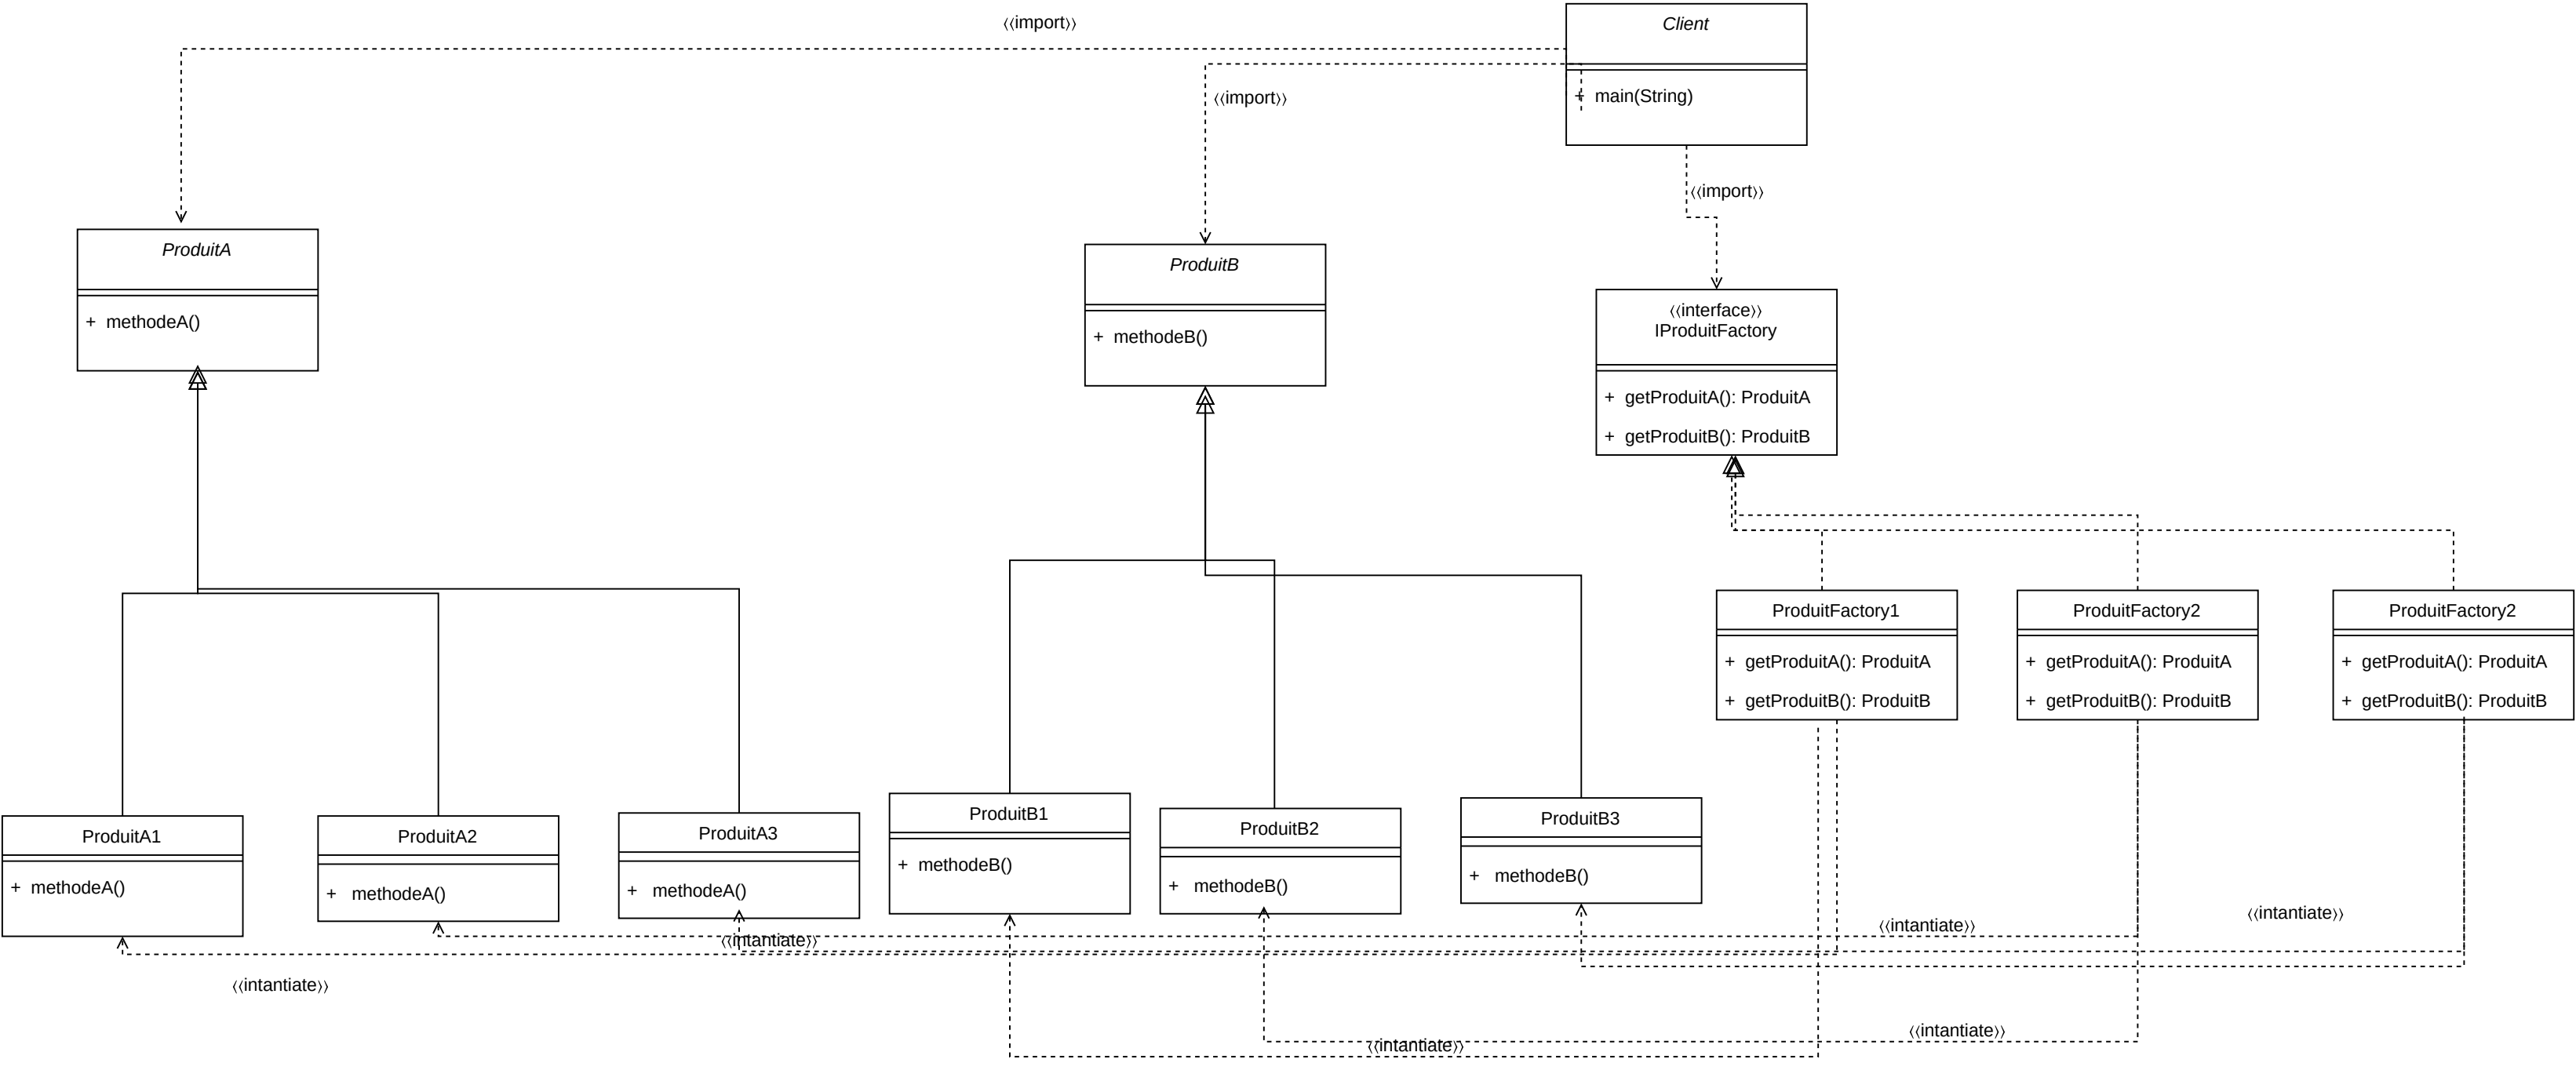 ⟨⟨import⟩⟩
Client
⟨⟨import⟩⟩
+ main(String)
⟨⟨import⟩⟩
ProduitA
+ methodeA()
ProduitB
+ methodeB()
⟨⟨interface⟩⟩
IProduitFactory
+ getProduitA(): ProduitA
+ getProduitB(): ProduitB
ProduitFactory1
+ getProduitA(): ProduitA
+ getProduitB(): ProduitB
ProduitFactory2
+ getProduitA(): ProduitA
+ getProduitB(): ProduitB
ProduitFactory2
+ getProduitA(): ProduitA
+ getProduitB(): ProduitB
ProduitA1
+ methodeA()
ProduitA2
+ methodeA()
ProduitA3
+ methodeA()
ProduitB1
+ methodeB()
ProduitB2
+ methodeB()
ProduitB3
+ methodeB()
⟨⟨intantiate⟩⟩
⟨⟨intantiate⟩⟩
⟨⟨intantiate⟩⟩
⟨⟨intantiate⟩⟩
⟨⟨intantiate⟩⟩
⟨⟨intantiate⟩⟩